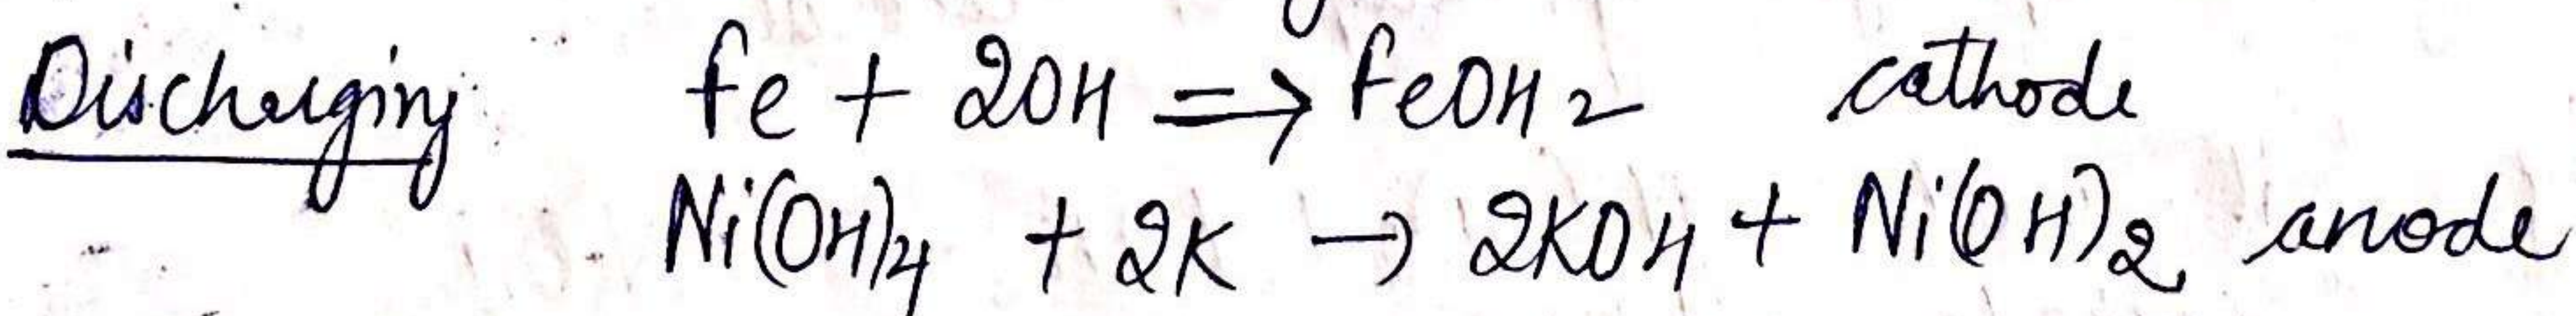 Discharging fe + 2OH ⇒ FeOH2 cathode
Ni(OH)4 + 2K → 2KOH + Ni(OH)2 anode